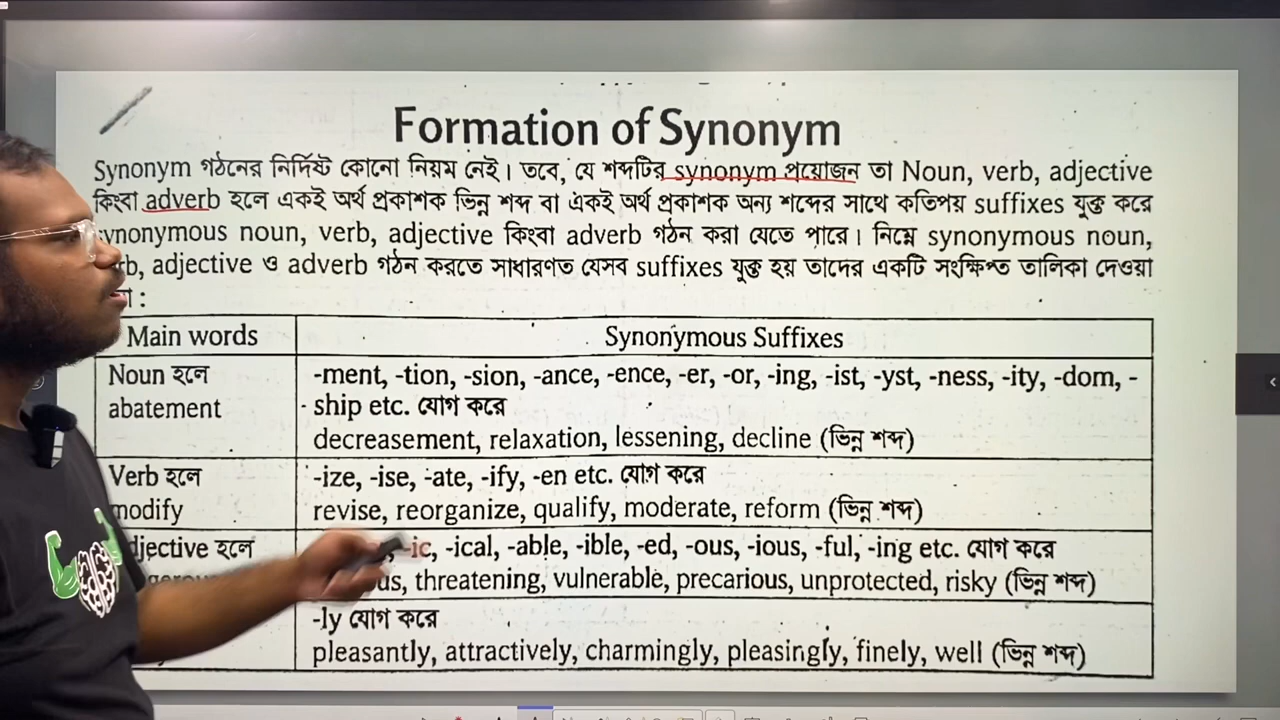 Formation of Synonym
Synonym গঠনের নির্দিষ্ট কোনো নিয়ম নেই। তবে, যে শব্দটির synonym প্রয়োজন তা Noun, verb, adjective
কিংবা adverb হলে একই অর্থ প্রকাশক ভিন্ন শব্দ বা একই অর্থ প্রকাশক অন্য শব্দের সাথে কতিপয় suffixes যুক্ত করে
ynonymous noun, verb, adjective কিংবা adverb গঠন করা যেতে পারে। নিম্নে synonymous noun,
rb, adjective ও adverb গঠন করতে সাধারণত যেসব suffixes যুক্ত হয় তাদের একটি সংক্ষিপ্ত তালিকা দেওয়া
:
Main words Synonymous Suffixes
Noun হলে -ment, -tion, -sion, -ance, -ence, -er, -or, -ing, -ist, -yst, -ness, -ity, -dom, -
abatement ship etc. যোগ করে
decreasement, relaxation, lessening, decline (ভিন্ন শব্দ)
Verb হলে -ize, -ise, -ate, -ify, -en etc. যোগ করে
modify revise, reorganize, qualify, moderate, reform (ভিন্ন শব্দ)
djective হলে -ic, -ical, -able, -ible, -ed, -ous, -ious, -ful, -ing etc. যোগ করে
us, threatening, vulnerable, precarious, unprotected, risky (ভিন্ন শব্দ)
-ly যোগ করে
pleasantly, attractively, charmingly, pleasingly, finely, well (ভিন্ন শব্দ)